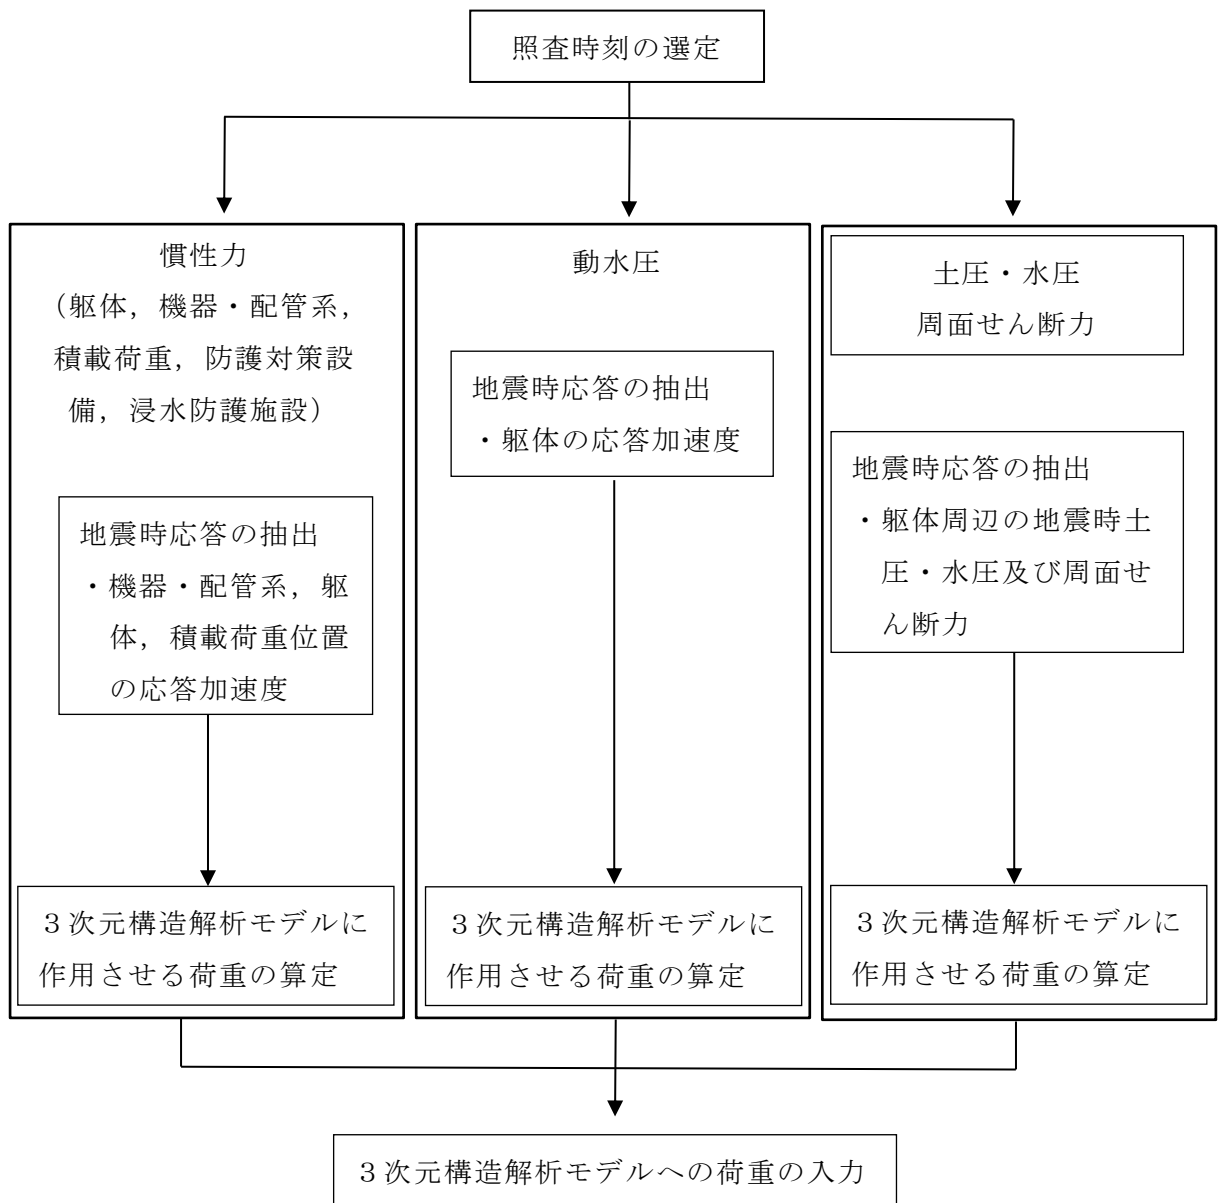 照査時刻の選定
慣性力
（躯体，機器・配管系，
積載荷重，防護対策設
備，浸水防護施設）
地震時応答の抽出
・機器・配管系，躯
体，積載荷重位置
の応答加速度
３次元構造解析モデルに
作用させる荷重の算定
動水圧
地震時応答の抽出
・躯体の応答加速度
３次元構造解析モデルに
作用させる荷重の算定
土圧・水圧
周面せん断力
地震時応答の抽出
・躯体周辺の地震時土
圧・水圧及び周面せ
ん断力
３次元構造解析モデルに
作用させる荷重の算定
３次元構造解析モデルへの荷重の入力